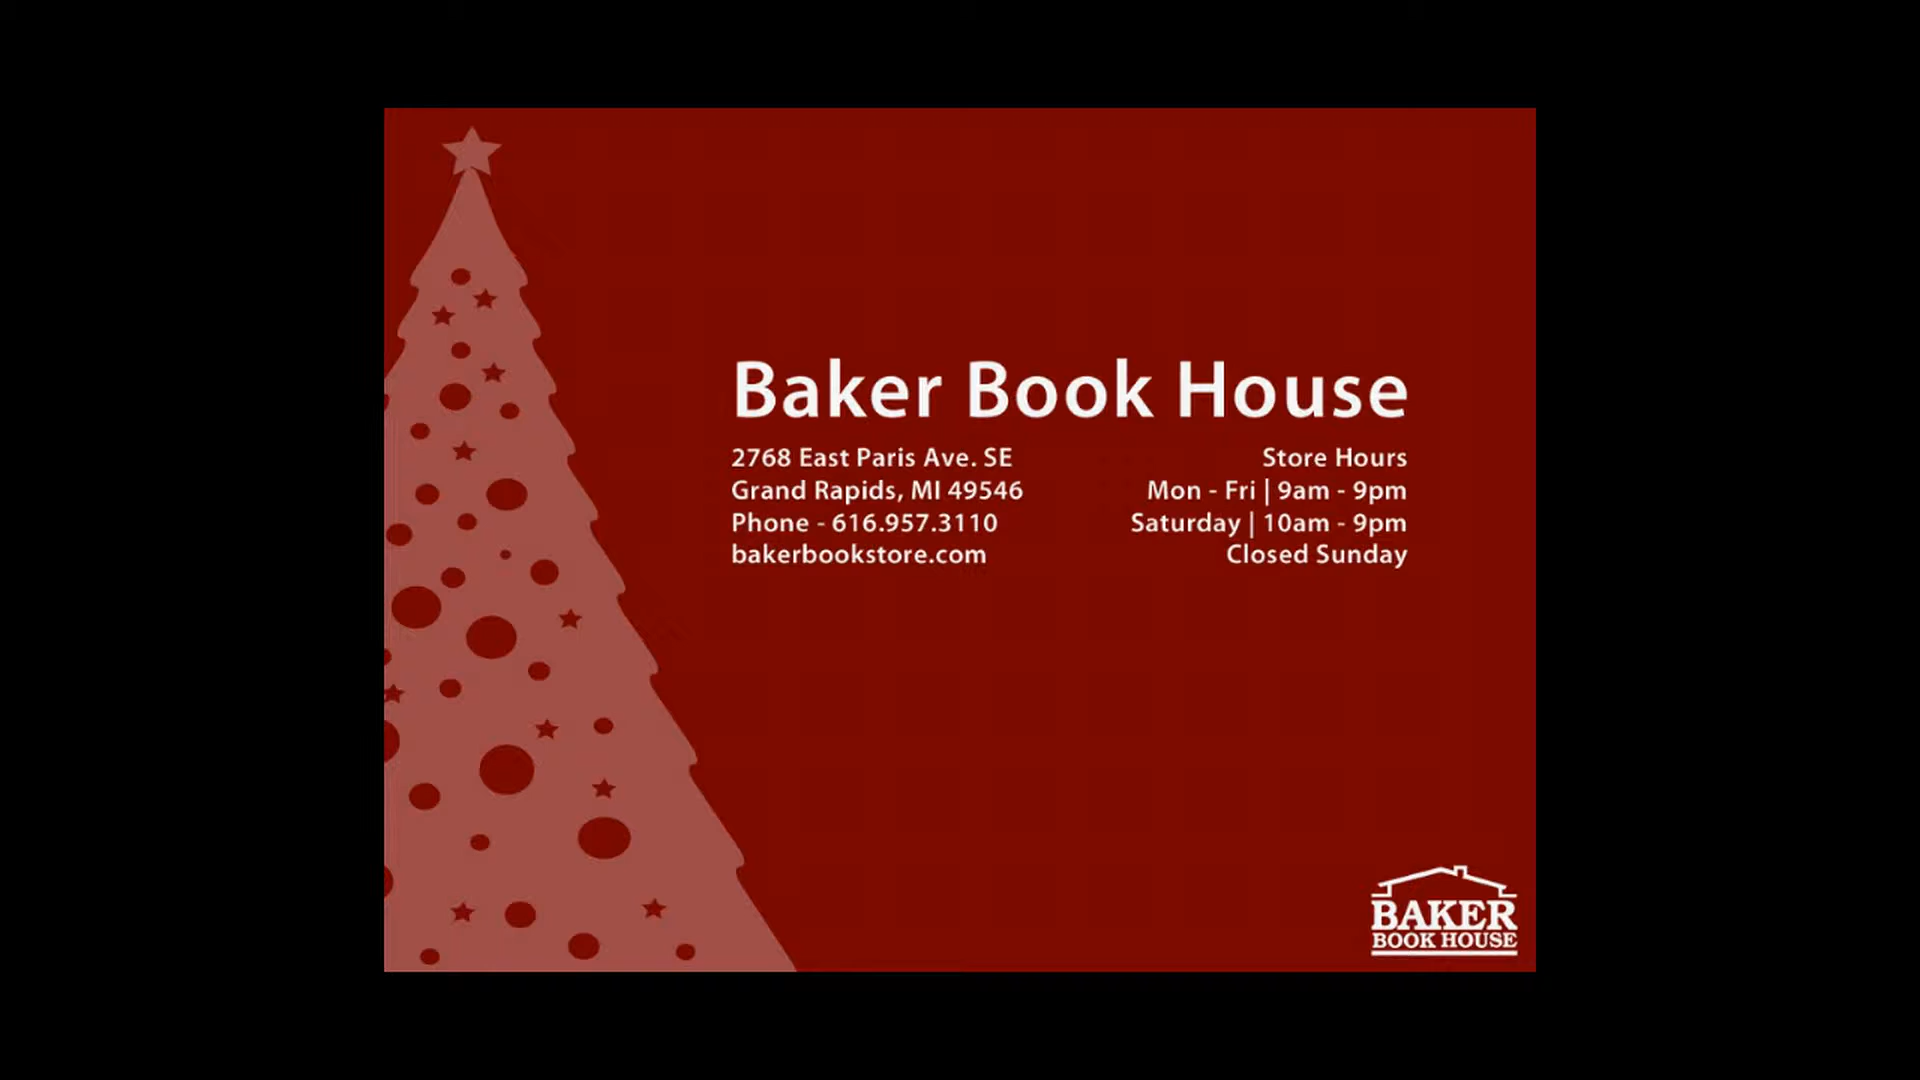 Baker Book House
2768 East Paris Ave. SE
Grand Rapids, MI 49546
Phone - 616.957.3110
bakerbookstore.com
Store Hours
Mon - Fri | 9am - 9pm
Saturday | 10am - 9pm
Closed Sunday
BAKER
BOOK HOUSE